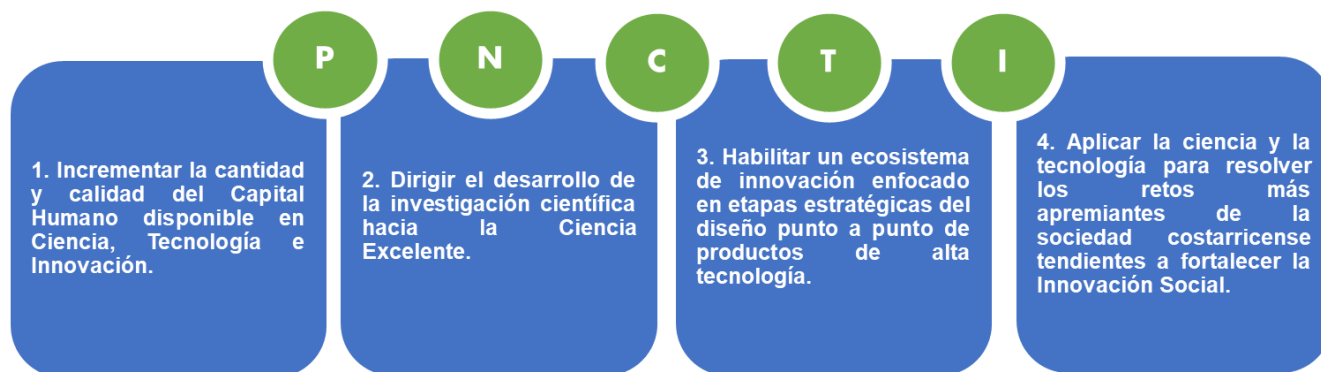 P N C T I
1. Incrementar la cantidad
y calidad del Capital
Humano disponible en
Ciencia, Tecnología e
Innovación.
2. Dirigir el desarrollo de
la investigación científica
hacia la Ciencia
Excelente.
3. Habilitar un ecosistema
de innovación enfocado
en etapas estratégicas del
diseño punto a punto de
productos de alta
tecnología.
4. Aplicar la ciencia y la
tecnología para resolver
los retos más
apremiantes de la
sociedad costarricense
tendientes a fortalecer la
Innovación Social.